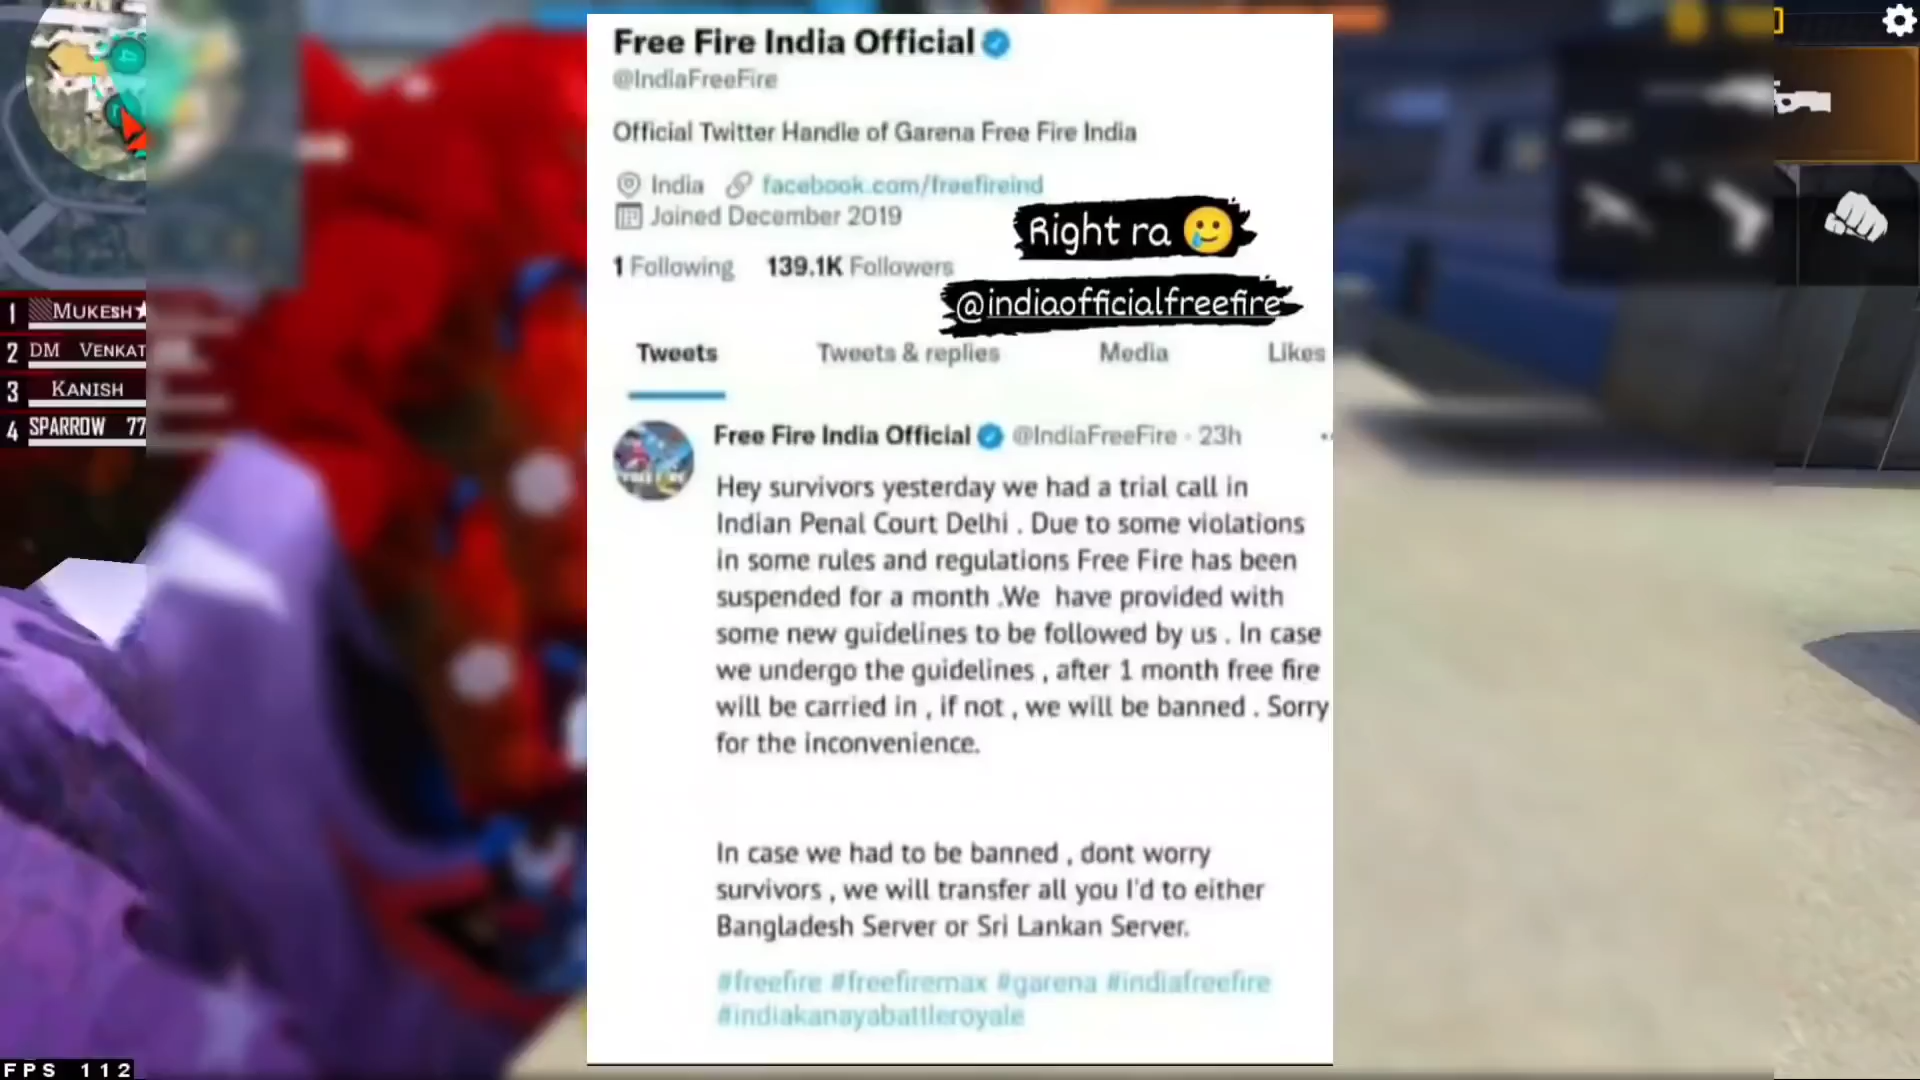 Free Fire India Official
@IndiaFreeFire
Official Twitter Handle of Garena Free Fire India
India facebook.com/freefireind
Joined December 2019
Right ra 🥲
1 Following 139.1K Followers
@indiaofficialfreefire
Tweets Tweets & replies Media Likes
Free Fire India Official @IndiaFreeFire · 23h
Hey survivors yesterday we had a trial call in
Indian Penal Court Delhi . Due to some violations
in some rules and regulations Free Fire has been
suspended for a month .We have provided with
some new guidelines to be followed by us . In case
we undergo the guidelines , after 1 month free fire
will be carried in , if not , we will be banned . Sorry
for the inconvenience.
In case we had to be banned , dont worry
survivors , we will transfer all you I'd to either
Bangladesh Server or Sri Lankan Server.
#freefire #freefiremax #garena #indiafreefire
#indiakanayabattleroyale
1 MUKESH★
2 DM VENKAT
3 KANISH
4 SPARROW 77
FPS 112